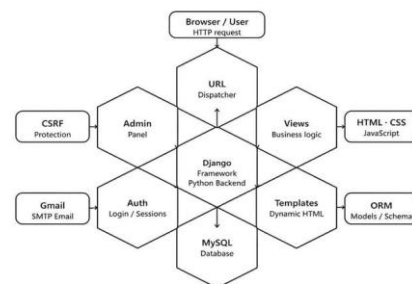 Browser / User
HTTP request
URL
Dispatcher
CSRF
Protection
Admin
Panel
Views
Business logic
HTML · CSS
JavaScript
Django
Framework
Python Backend
Gmail
SMTP Email
Auth
Login / Sessions
Templates
Dynamic HTML
ORM
Models / Schema
MySQL
Database